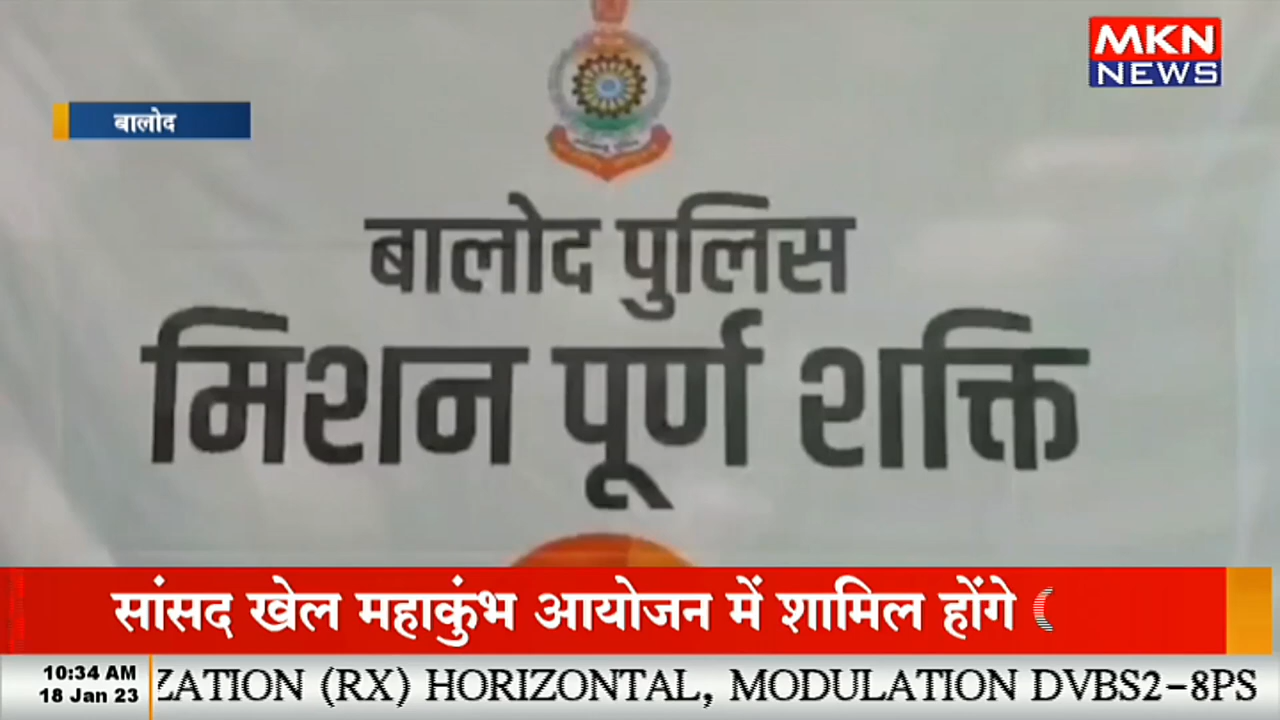 MKN
NEWS
बालोद
बालोद पुलिस
मिशन पूर्ण शक्ति
सांसद खेल महाकुंभ आयोजन में शामिल होंगे
10:34 AM
18 Jan 23
ZATION (RX) HORIZONTAL, MODULATION DVBS2-8PS